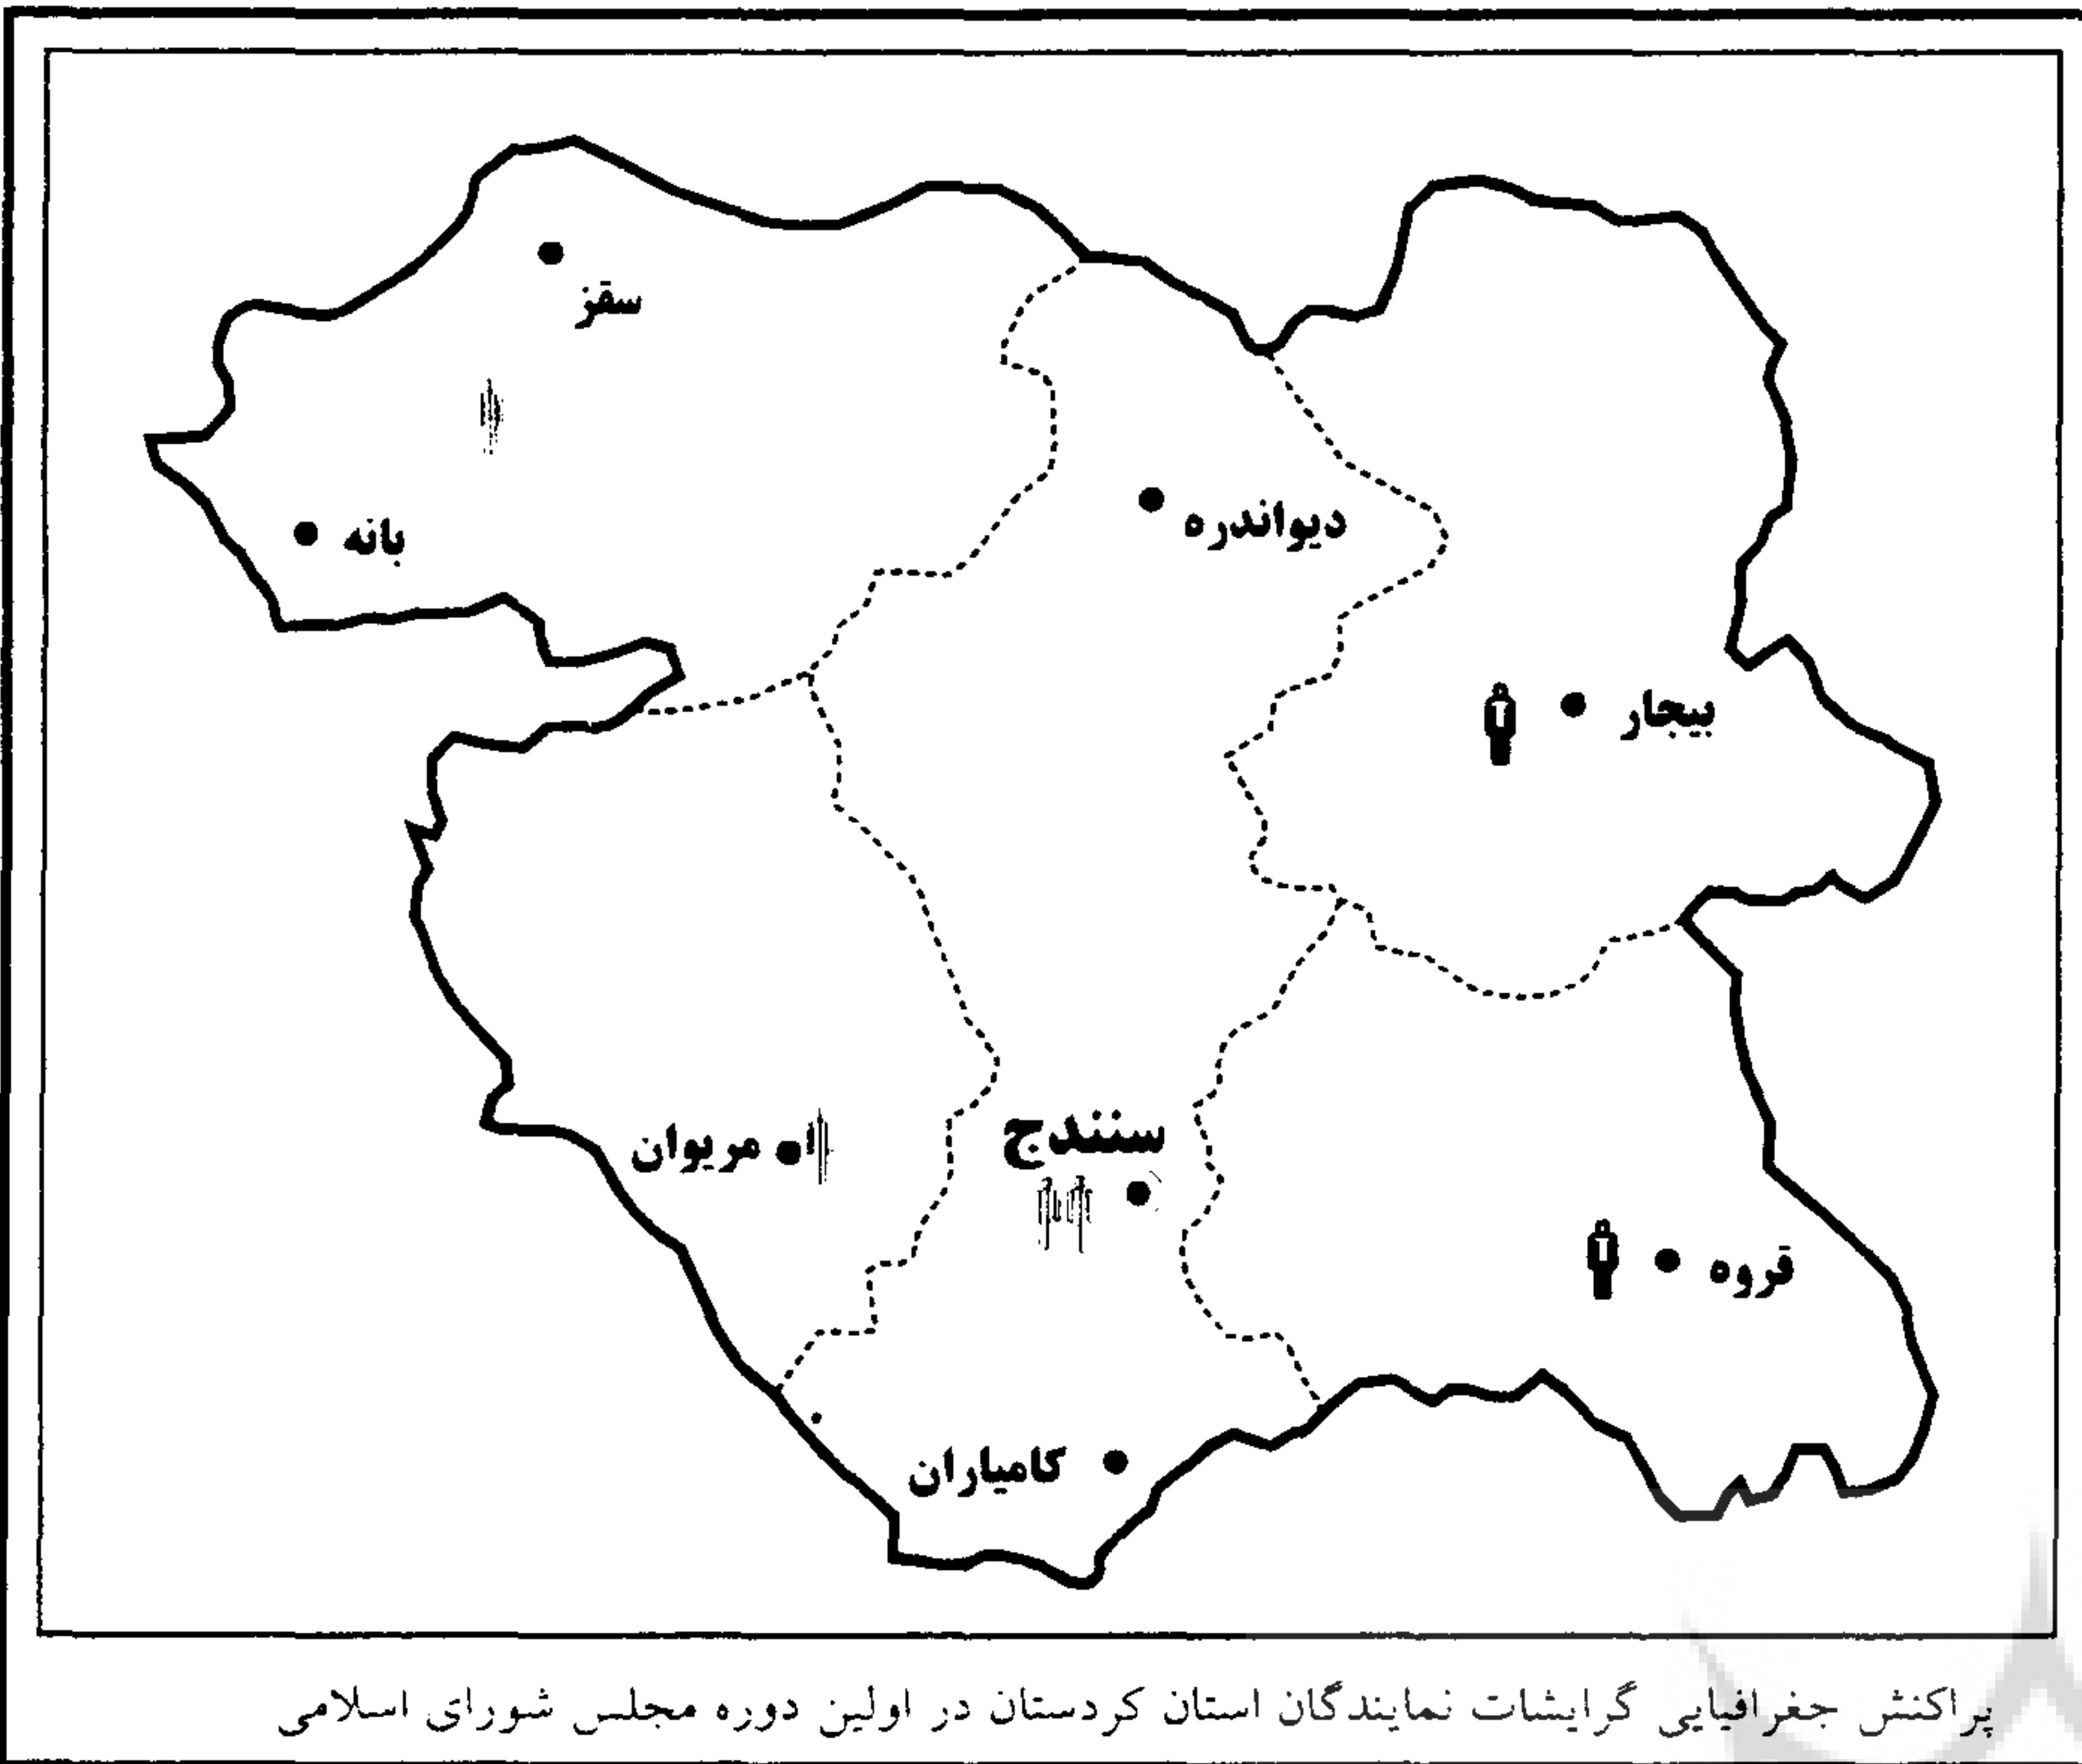 سقز
بانه
دیواندره
بیجار
مریوان
سنندج
قروه
کامیاران
پراکنش جغرافیایی گرایشات نمایندگان استان کردستان در اولین دوره مجلس شورای اسلامی